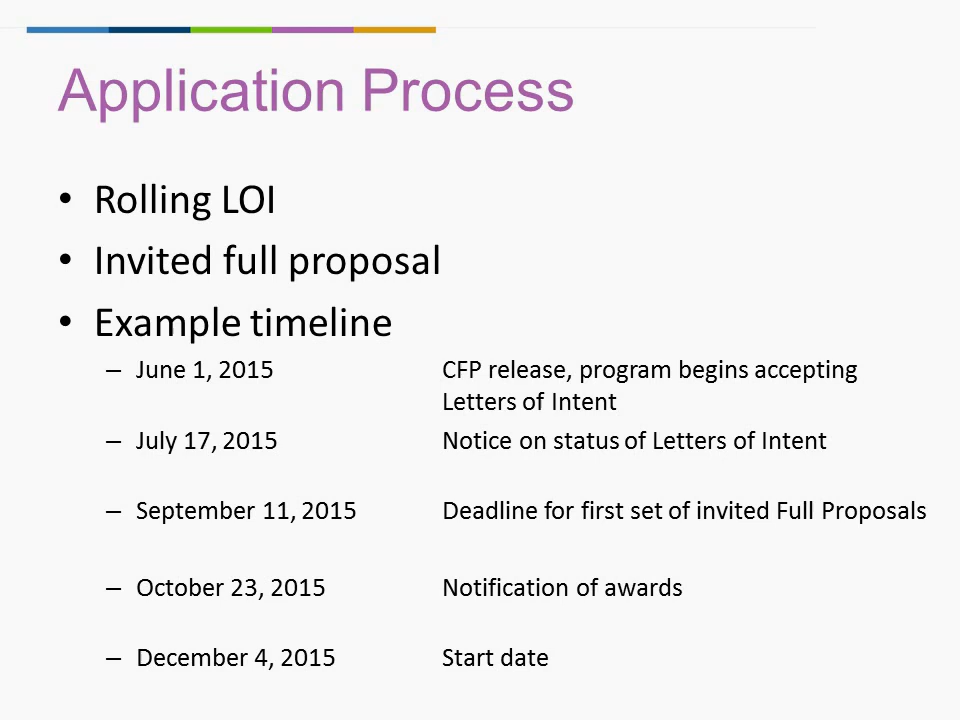 Application Process
• Rolling LOI
• Invited full proposal
• Example timeline
– June 1, 2015 CFP release, program begins accepting
Letters of Intent
– July 17, 2015 Notice on status of Letters of Intent
– September 11, 2015 Deadline for first set of invited Full Proposals
– October 23, 2015 Notification of awards
– December 4, 2015 Start date